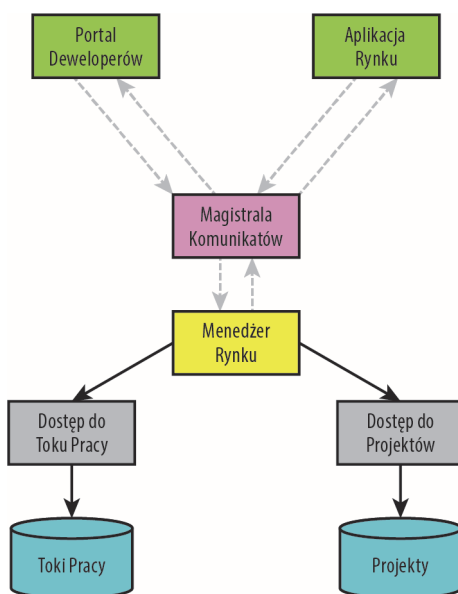 Portal
Deweloperów
Aplikacja
Rynku
Magistrala
Komunikatów
Menedżer
Rynku
Dostęp do
Toku Pracy
Dostęp do
Projektów
Toki Pracy
Projekty